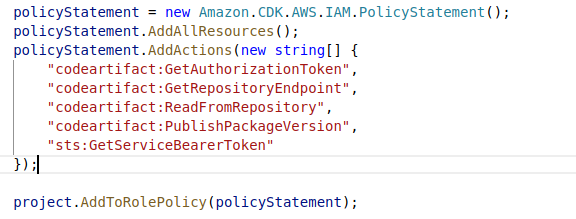 policyStatement = new Amazon.CDK.AWS.IAM.PolicyStatement();
policyStatement.AddAllResources();
policyStatement.AddActions(new string[] {
    "codeartifact:GetAuthorizationToken",
    "codeartifact:GetRepositoryEndpoint",
    "codeartifact:ReadFromRepository",
    "codeartifact:PublishPackageVersion",
    "sts:GetServiceBearerToken"
});
project.AddToRolePolicy(policyStatement);